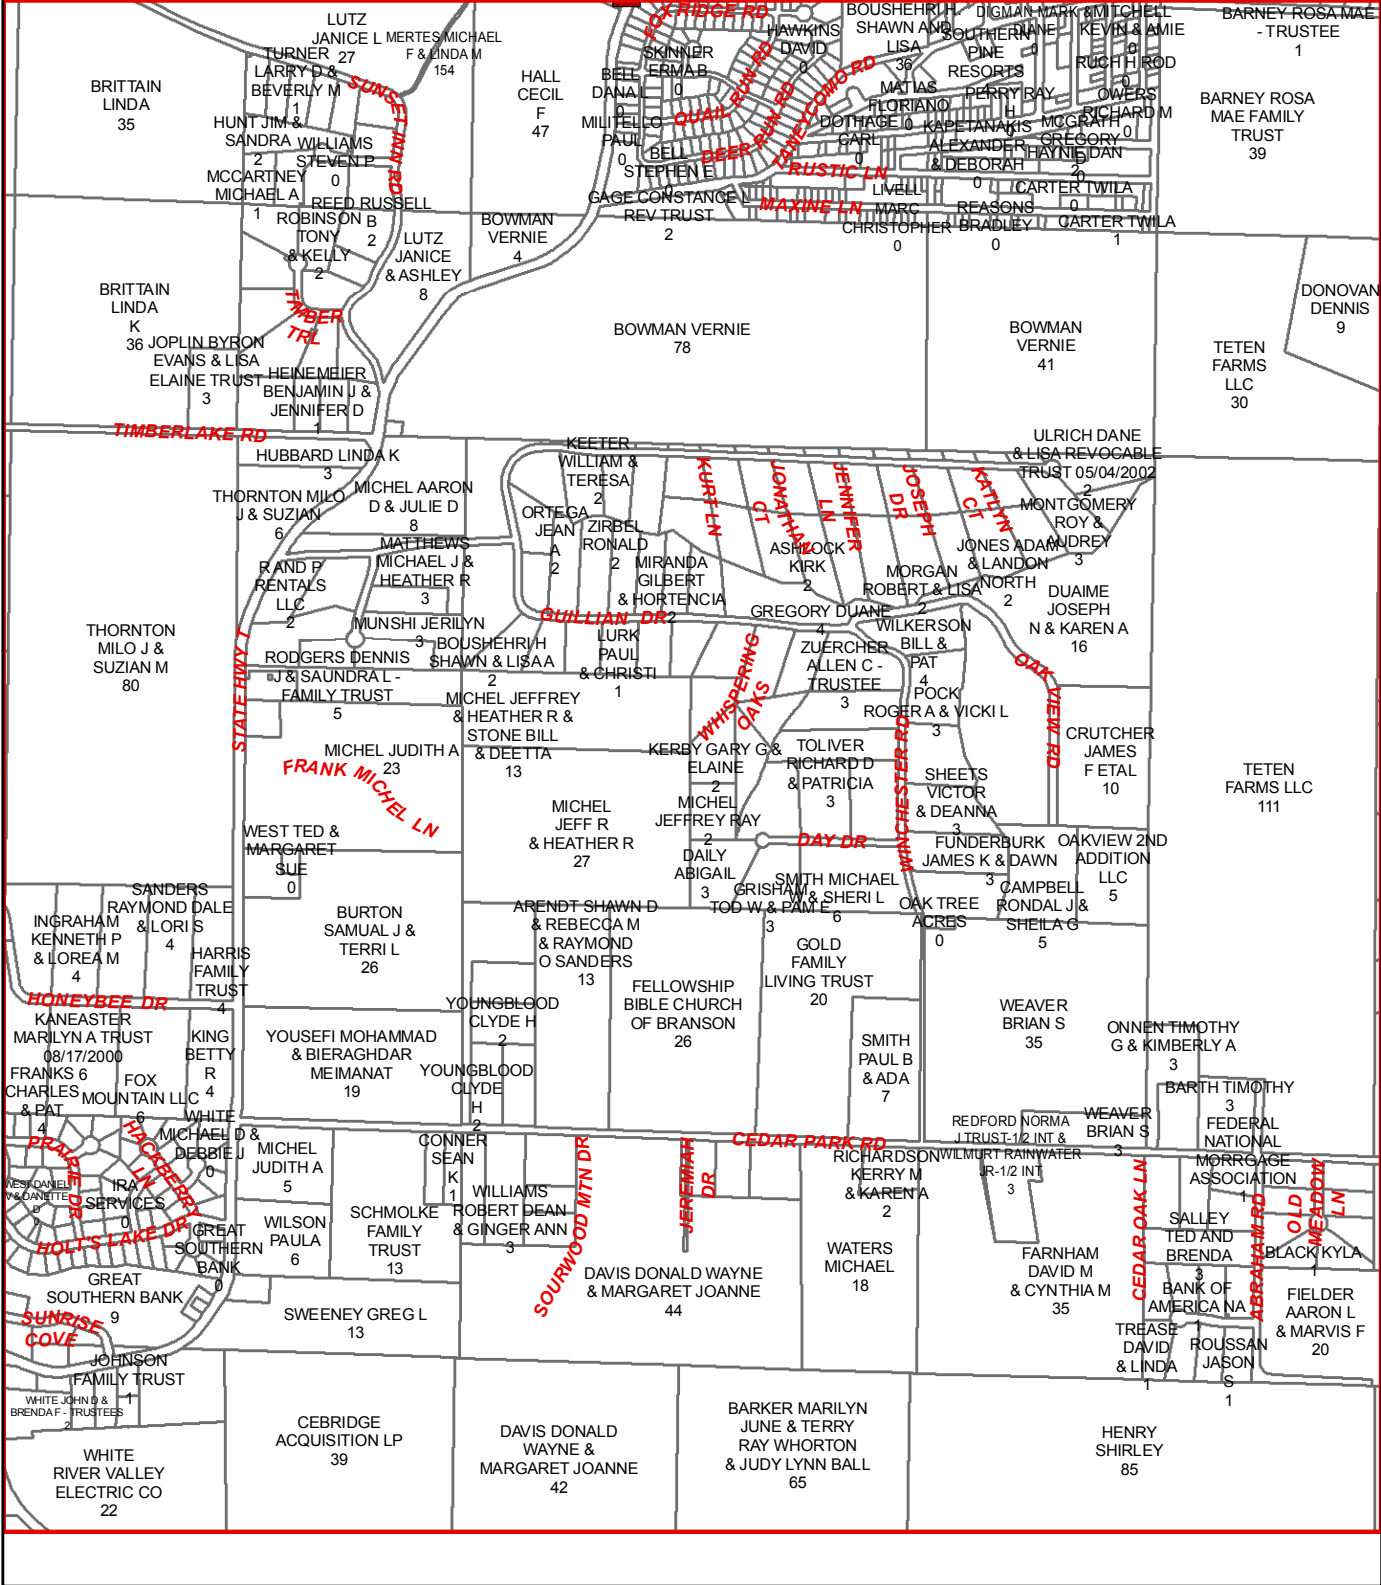 LUTZ
JANICE L
27
MERTES MICHAEL
F & LINDA M
154
TURNER
LARRY D &
BEVERLY M
1
BRITTAIN
LINDA
35
SUNSET INN RD
HUNT JIM &
SANDRA
2
WILLIAMS
STEVEN P
0
MCCARTNEY
MICHAEL A
1
REED RUSSELL
B
2
ROBINSON
TONY
& KELLY
2
LUTZ
JANICE
& ASHLEY
8
HALL
CECIL
F
47
BOWMAN
VERNIE
4
FOX RIDGE RD
SKINNER
ERMA B
0
BELL
DANA L
0
MILITELLO
PAUL
0
BELL
STEPHEN E
0
QUAIL RUN RD
DEER RUN RD
TANEYCOMO RD
HAWKINS
DAVID
0
BOUSHEHRI H.
SHAWN AND
LISA
36
DIGMAN MARK &
DIANE
0
MITCHELL
KEVIN & AMIE
0
SOUTHERN
PINE
RESORTS
4
RUCH H ROD
0
OWERS
RICHARD M
0
MATIAS
FLORIANO
0
PERRY RAY
H
0
DOTHAGE
CARL
0
KAPETANAKIS
ALEXANDER
& DEBORAH
0
MCGRATH
GREGORY
2
HAYNIE DAN
D
0
RUSTIC LN
MAXINE LN
GAGE CONSTANCE L
REV TRUST
2
LIVELL
MARC
CHRISTOPHER
0
REASONS
BRADLEY
0
CARTER TWILA
0
CARTER TWILA
1
BARNEY ROSA MAE
- TRUSTEE
1
BARNEY ROSA
MAE FAMILY
TRUST
39
BRITTAIN
LINDA
K
36
JOPLIN BYRON
EVANS & LISA
ELAINE TRUST
3
TIMBER
TRL
HEINEMEIER
BENJAMIN J &
JENNIFER D
1
BOWMAN VERNIE
78
BOWMAN
VERNIE
41
DONOVAN
DENNIS
9
TETEN
FARMS
LLC
30
TIMBERLAKE RD
HUBBARD LINDA K
3
THORNTON MILO
J & SUZIAN
6
MICHEL AARON
D & JULIE D
8
KEETER
WILLIAM &
TERESA
2
ORTEGA
JEAN
A
2
ZIRBEL
RONALD
2
MIRANDA
GILBERT
& HORTENCIA
2
KURT LN
JONATHAN
CT
JENNIFER
LN
JOSEPH
DR
KATLYN
CT
ULRICH DANE
& LISA REVOCABLE
TRUST 05/04/2002
2
MONTGOMERY
ROY &
AUDREY
3
ASHLOCK
KIRK
2
MORGAN
ROBERT & LISA
2
JONES ADAM
& LANDON
NORTH
2
DUAIME
JOSEPH
N & KAREN A
16
MATTHEWS
MICHAEL J &
HEATHER R
3
R AND P
RENTALS
LLC
2
MUNSHI JERILYN
3
GUILLIAN DR
GREGORY DUANE
4
WILKERSON
BILL &
PAT
4
THORNTON
MILO J &
SUZIAN M
80
STATE HWY T
RODGERS DENNIS
J & SAUNDRA L -
FAMILY TRUST
5
BOUSHEHRI H
SHAWN & LISA A
2
LURK
PAUL
& CHRISTI
1
WHISPERING
OAKS
ZUERCHER
ALLEN C -
TRUSTEE
3
POCK
ROGER A & VICKI L
3
OAK VIEW RD
MICHEL JEFFREY
& HEATHER R &
STONE BILL
& DEETTA
13
MICHEL JUDITH A
23
FRANK MICHEL LN
KERBY GARY G &
ELAINE
2
TOLIVER
RICHARD D
& PATRICIA
3
WINCHESTER RD
CRUTCHER
JAMES
F ETAL
10
TETEN
FARMS LLC
111
WEST TED &
MARGARET
SUE
0
MICHEL
JEFF R
& HEATHER R
27
MICHEL
JEFFREY RAY
2
SHEETS
VICTOR
& DEANNA
3
DAY DR
FUNDERBURK
JAMES K & DAWN
3
OAKVIEW 2ND
ADDITION
LLC
5
DAILY
ABIGAIL
3
GRISHAM
TOD W & PAM E
3
SMITH MICHAEL
W & SHERI L
6
OAK TREE
ACRES
0
CAMPBELL
RONDAL J &
SHEILA G
5
SANDERS
RAYMOND DALE
& LORI S
4
INGRAHAM
KENNETH P
& LOREA M
4
HARRIS
FAMILY
TRUST
4
BURTON
SAMUAL J &
TERRI L
26
ARENDT SHAWN D
& REBECCA M
& RAYMOND
O SANDERS
13
FELLOWSHIP
BIBLE CHURCH
OF BRANSON
26
GOLD
FAMILY
LIVING TRUST
20
WEAVER
BRIAN S
35
HONEYBEE DR
KANEASTER
MARILYN A TRUST
08/17/2000
6
KING
BETTY
R
4
YOUSEFI MOHAMMAD
& BIERAGHDAR
MEIMANAT
19
YOUNGBLOOD
CLYDE H
2
YOUNGBLOOD
CLYDE
H
2
SMITH
PAUL B
& ADA
7
ONNEN TIMOTHY
G & KIMBERLY A
3
BARTH TIMOTHY
3
FRANKS
CHARLES
& PAT
4
FOX
MOUNTAIN LLC
6
WHITE
MICHAEL D &
DEBBIE J
0
PRAIRIE DR
HACKBERRY
LN
WEST DANIEL
V & DANETTE
D
0
IRA
SERVICES
0
HOLT'S LAKE DR
MICHEL
JUDITH A
5
CONNER
SEAN
K
1
SOURWOOD MTN DR
JEREMIAH
DR
CEDAR PARK RD
RICHARDSON
KERRY M
& KAREN A
2
REDFORD NORMA
J TRUST-1/2 INT &
WILMURT RAINWATER
JR-1/2 INT
3
WEAVER
BRIAN S
3
FEDERAL
NATIONAL
MORRGAGE
ASSOCIATION
1
CEDAR OAK LN
ABRAHAM RD
OLD
MEADOW
LN
GREAT
SOUTHERN
BANK
0
WILSON
PAULA
6
SCHMOLKE
FAMILY
TRUST
13
WILLIAMS
ROBERT DEAN
& GINGER ANN
3
WATERS
MICHAEL
18
FARNHAM
DAVID M
& CYNTHIA M
35
SALLEY
TED AND
BRENDA
3
BLACK KYLA
1
GREAT
SOUTHERN BANK
9
SUNRISE
COVE
SWEENEY GREG L
13
DAVIS DONALD WAYNE
& MARGARET JOANNE
44
BANK OF
AMERICA NA
1
FIELDER
AARON L
& MARVIS F
20
TREASE
DAVID
& LINDA
1
ROUSSAN
JASON
S
1
JOHNSON
FAMILY TRUST
1
WHITE JOHN D &
BRENDA F - TRUSTEES
2
WHITE
RIVER VALLEY
ELECTRIC CO
22
CEBRIDGE
ACQUISITION LP
39
DAVIS DONALD
WAYNE &
MARGARET JOANNE
42
BARKER MARILYN
JUNE & TERRY
RAY WHORTON
& JUDY LYNN BALL
65
HENRY
SHIRLEY
85